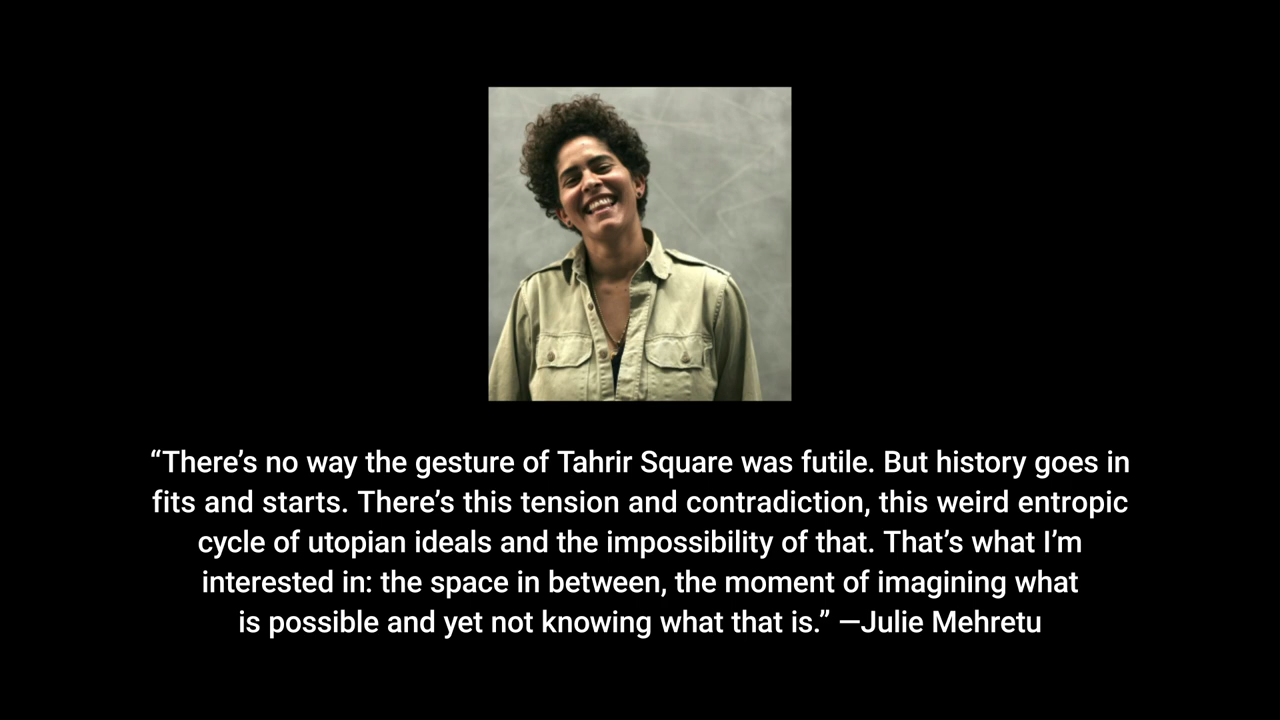 “There’s no way the gesture of Tahrir Square was futile. But history goes in
fits and starts. There’s this tension and contradiction, this weird entropic
cycle of utopian ideals and the impossibility of that. That’s what I’m
interested in: the space in between, the moment of imagining what
is possible and yet not knowing what that is.” —Julie Mehretu